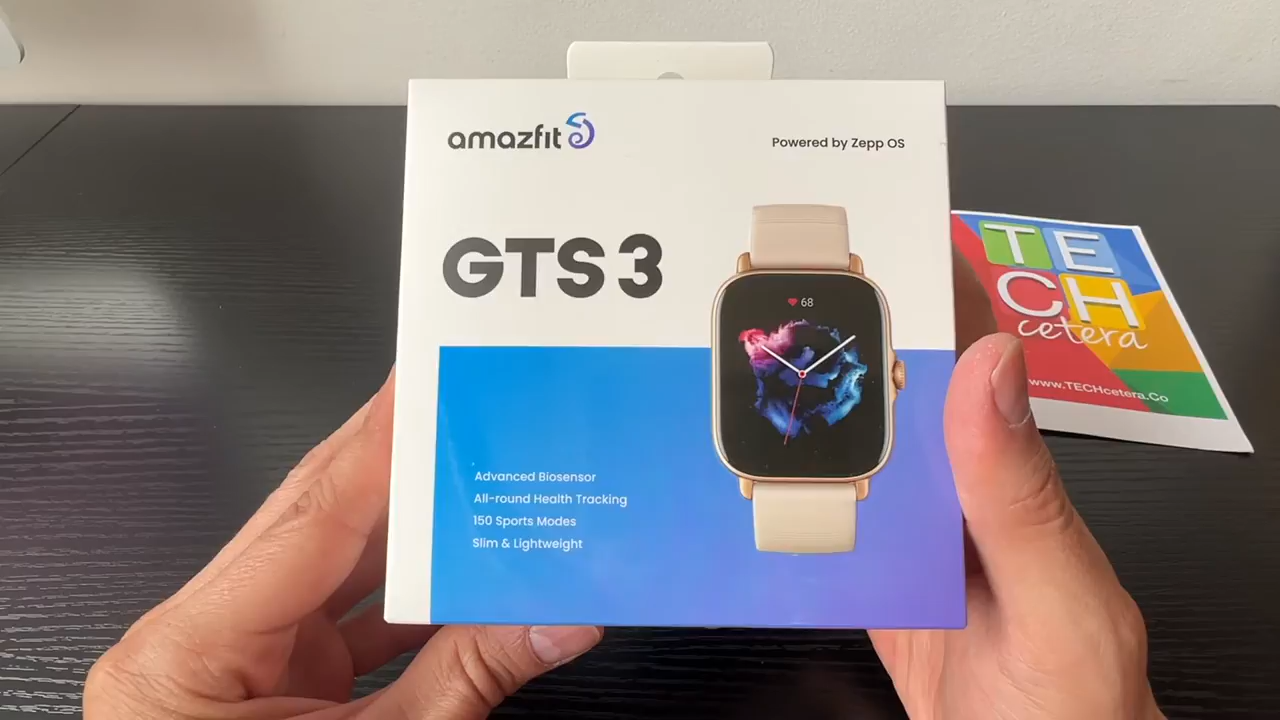 amazfit
Powered by Zepp OS
GTS 3
68
Advanced Biosensor
All-round Health Tracking
150 Sports Modes
Slim & Lightweight
TE
CH
cetera
www.TECHcetera.Co